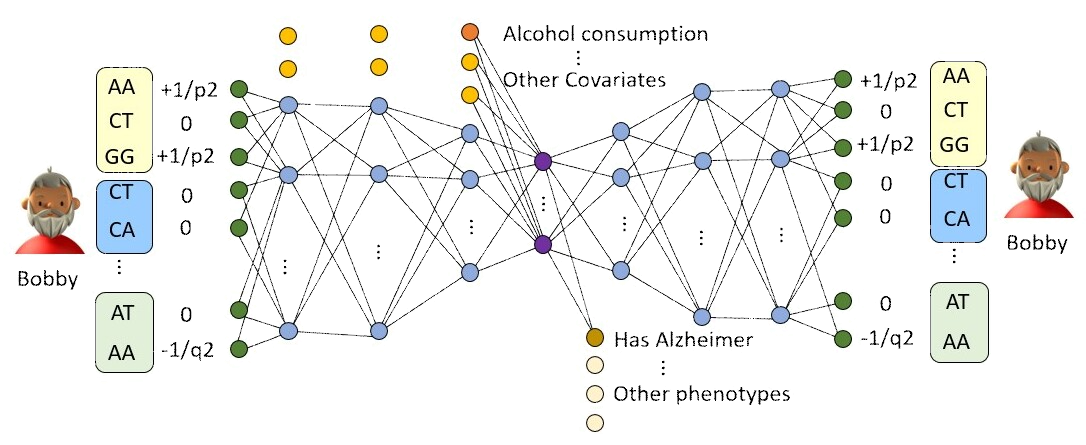 Alcohol consumption
⋮
Other Covariates
AA
CT
GG
CT
CA
⋮
AT
AA
+1/p2
0
+1/p2
0
0
0
-1/q2
Bobby
Has Alzheimer
⋮
Other phenotypes
+1/p2
0
+1/p2
0
0
0
-1/q2
AA
CT
GG
CT
CA
⋮
AT
AA
Bobby